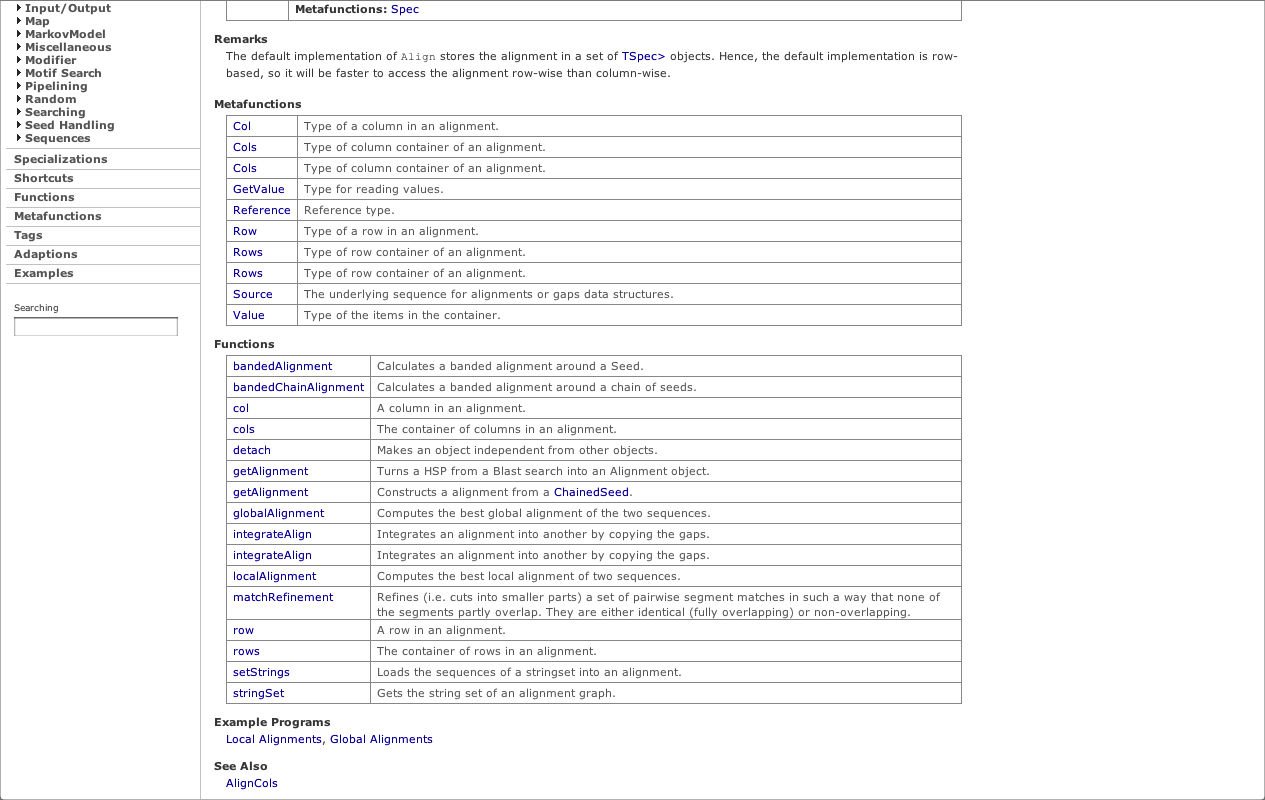 Input/Output
Map
MarkovModel
Miscellaneous
Modifier
Motif Search
Pipelining
Random
Searching
Seed Handling
Sequences
Specializations
Shortcuts
Functions
Metafunctions
Tags
Adaptions
Examples
Searching
Metafunctions: Spec
Remarks
The default implementation of Align stores the alignment in a set of TSpec> objects. Hence, the default implementation is row-
based, so it will be faster to access the alignment row-wise than column-wise.
Metafunctions
Col Type of a column in an alignment.
Cols Type of column container of an alignment.
Cols Type of column container of an alignment.
GetValue Type for reading values.
Reference Reference type.
Row Type of a row in an alignment.
Rows Type of row container of an alignment.
Rows Type of row container of an alignment.
Source The underlying sequence for alignments or gaps data structures.
Value Type of the items in the container.
Functions
bandedAlignment Calculates a banded alignment around a Seed.
bandedChainAlignment Calculates a banded alignment around a chain of seeds.
col A column in an alignment.
cols The container of columns in an alignment.
detach Makes an object independent from other objects.
getAlignment Turns a HSP from a Blast search into an Alignment object.
getAlignment Constructs a alignment from a ChainedSeed.
globalAlignment Computes the best global alignment of the two sequences.
integrateAlign Integrates an alignment into another by copying the gaps.
integrateAlign Integrates an alignment into another by copying the gaps.
localAlignment Computes the best local alignment of two sequences.
matchRefinement Refines (i.e. cuts into smaller parts) a set of pairwise segment matches in such a way that none of
the segments partly overlap. They are either identical (fully overlapping) or non-overlapping.
row A row in an alignment.
rows The container of rows in an alignment.
setStrings Loads the sequences of a stringset into an alignment.
stringSet Gets the string set of an alignment graph.
Example Programs
Local Alignments, Global Alignments
See Also
AlignCols